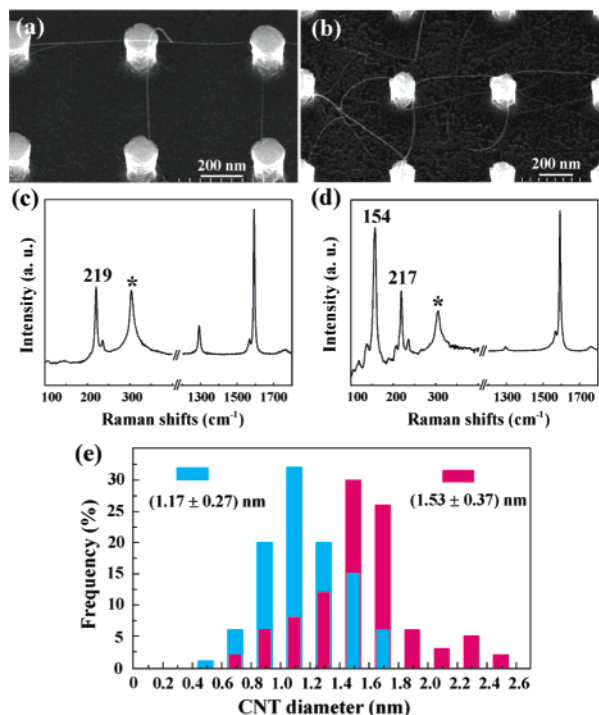 (a)
200 nm
(b)
200 nm
(c)
219
*
Intensity (a. u.)
100 200 300 1300 1500 1700
Raman shifts (cm⁻¹)
(d)
154
217
*
Intensity (a. u.)
100 200 300 1300 1500 1700
Raman shifts (cm⁻¹)
(e)
(1.17 ± 0.27) nm
(1.53 ± 0.37) nm
Frequency (%)
30
25
20
15
10
5
0
0 0.2 0.4 0.6 0.8 1.0 1.2 1.4 1.6 1.8 2.0 2.2 2.4 2.6
CNT diameter (nm)